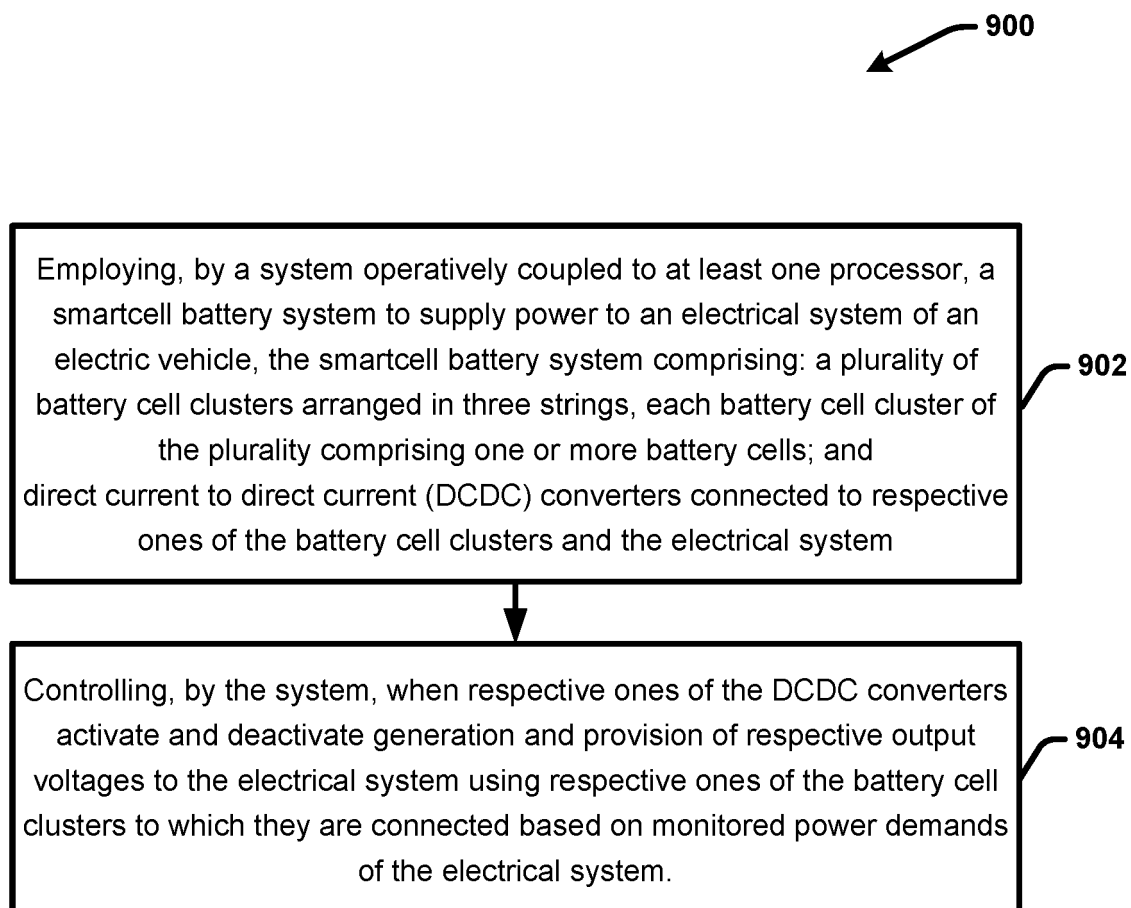 900
Employing, by a system operatively coupled to at least one processor, a
smartcell battery system to supply power to an electrical system of an
electric vehicle, the smartcell battery system comprising: a plurality of
battery cell clusters arranged in three strings, each battery cell cluster of
the plurality comprising one or more battery cells; and
direct current to direct current (DCDC) converters connected to respective
ones of the battery cell clusters and the electrical system
902
Controlling, by the system, when respective ones of the DCDC converters
activate and deactivate generation and provision of respective output
voltages to the electrical system using respective ones of the battery cell
clusters to which they are connected based on monitored power demands
of the electrical system.
904